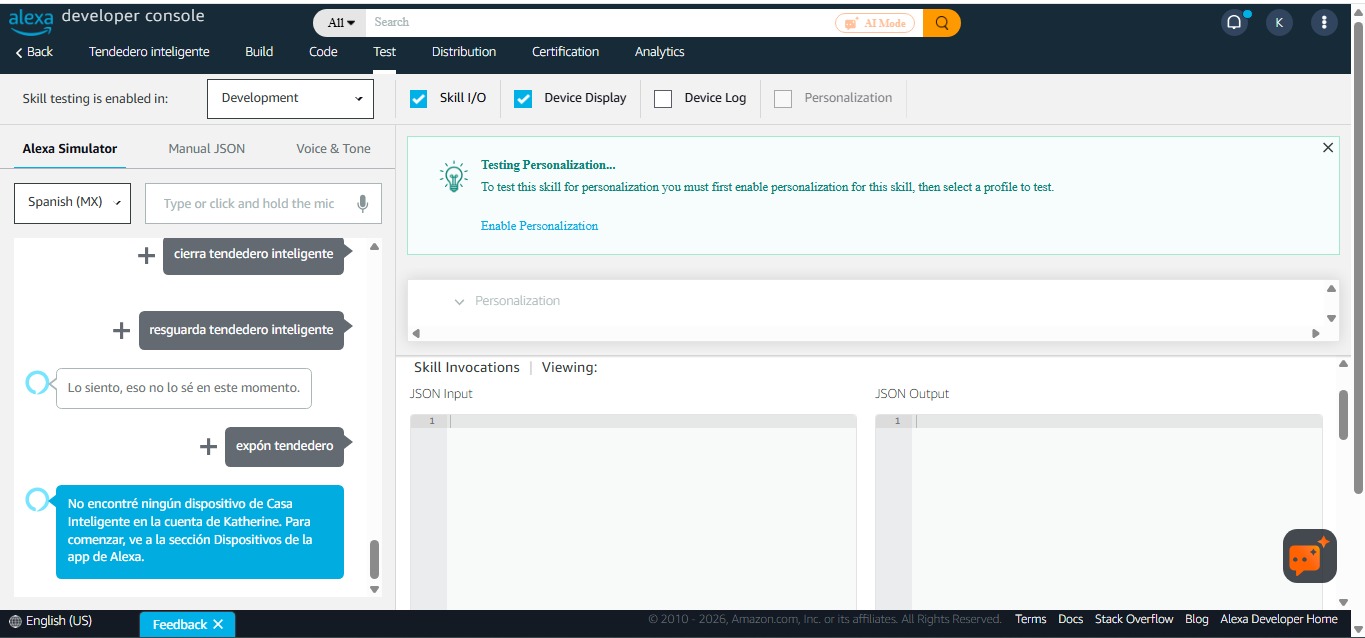 alexa developer console
All
Search
AI Mode
K
Back
Tendedero inteligente
Build
Code
Test
Distribution
Certification
Analytics
Skill testing is enabled in:
Development
Skill I/O
Device Display
Device Log
Personalization
Alexa Simulator
Manual JSON
Voice & Tone
Spanish (MX)
Type or click and hold the mic
cierra tendedero inteligente
resguarda tendedero inteligente
Lo siento, eso no lo sé en este momento.
expón tendedero
No encontré ningún dispositivo de Casa
Inteligente en la cuenta de Katherine. Para
comenzar, ve a la sección Dispositivos de la
app de Alexa.
Testing Personalization...
To test this skill for personalization you must first enable personalization for this skill, then select a profile to test.
Enable Personalization
Personalization
Skill Invocations | Viewing:
JSON Input
JSON Output
1
1
English (US)
Feedback ✕
© 2010 - 2026, Amazon.com, Inc. or its affiliates. All Rights Reserved.
Terms
Docs
Stack Overflow
Blog
Alexa Developer Home